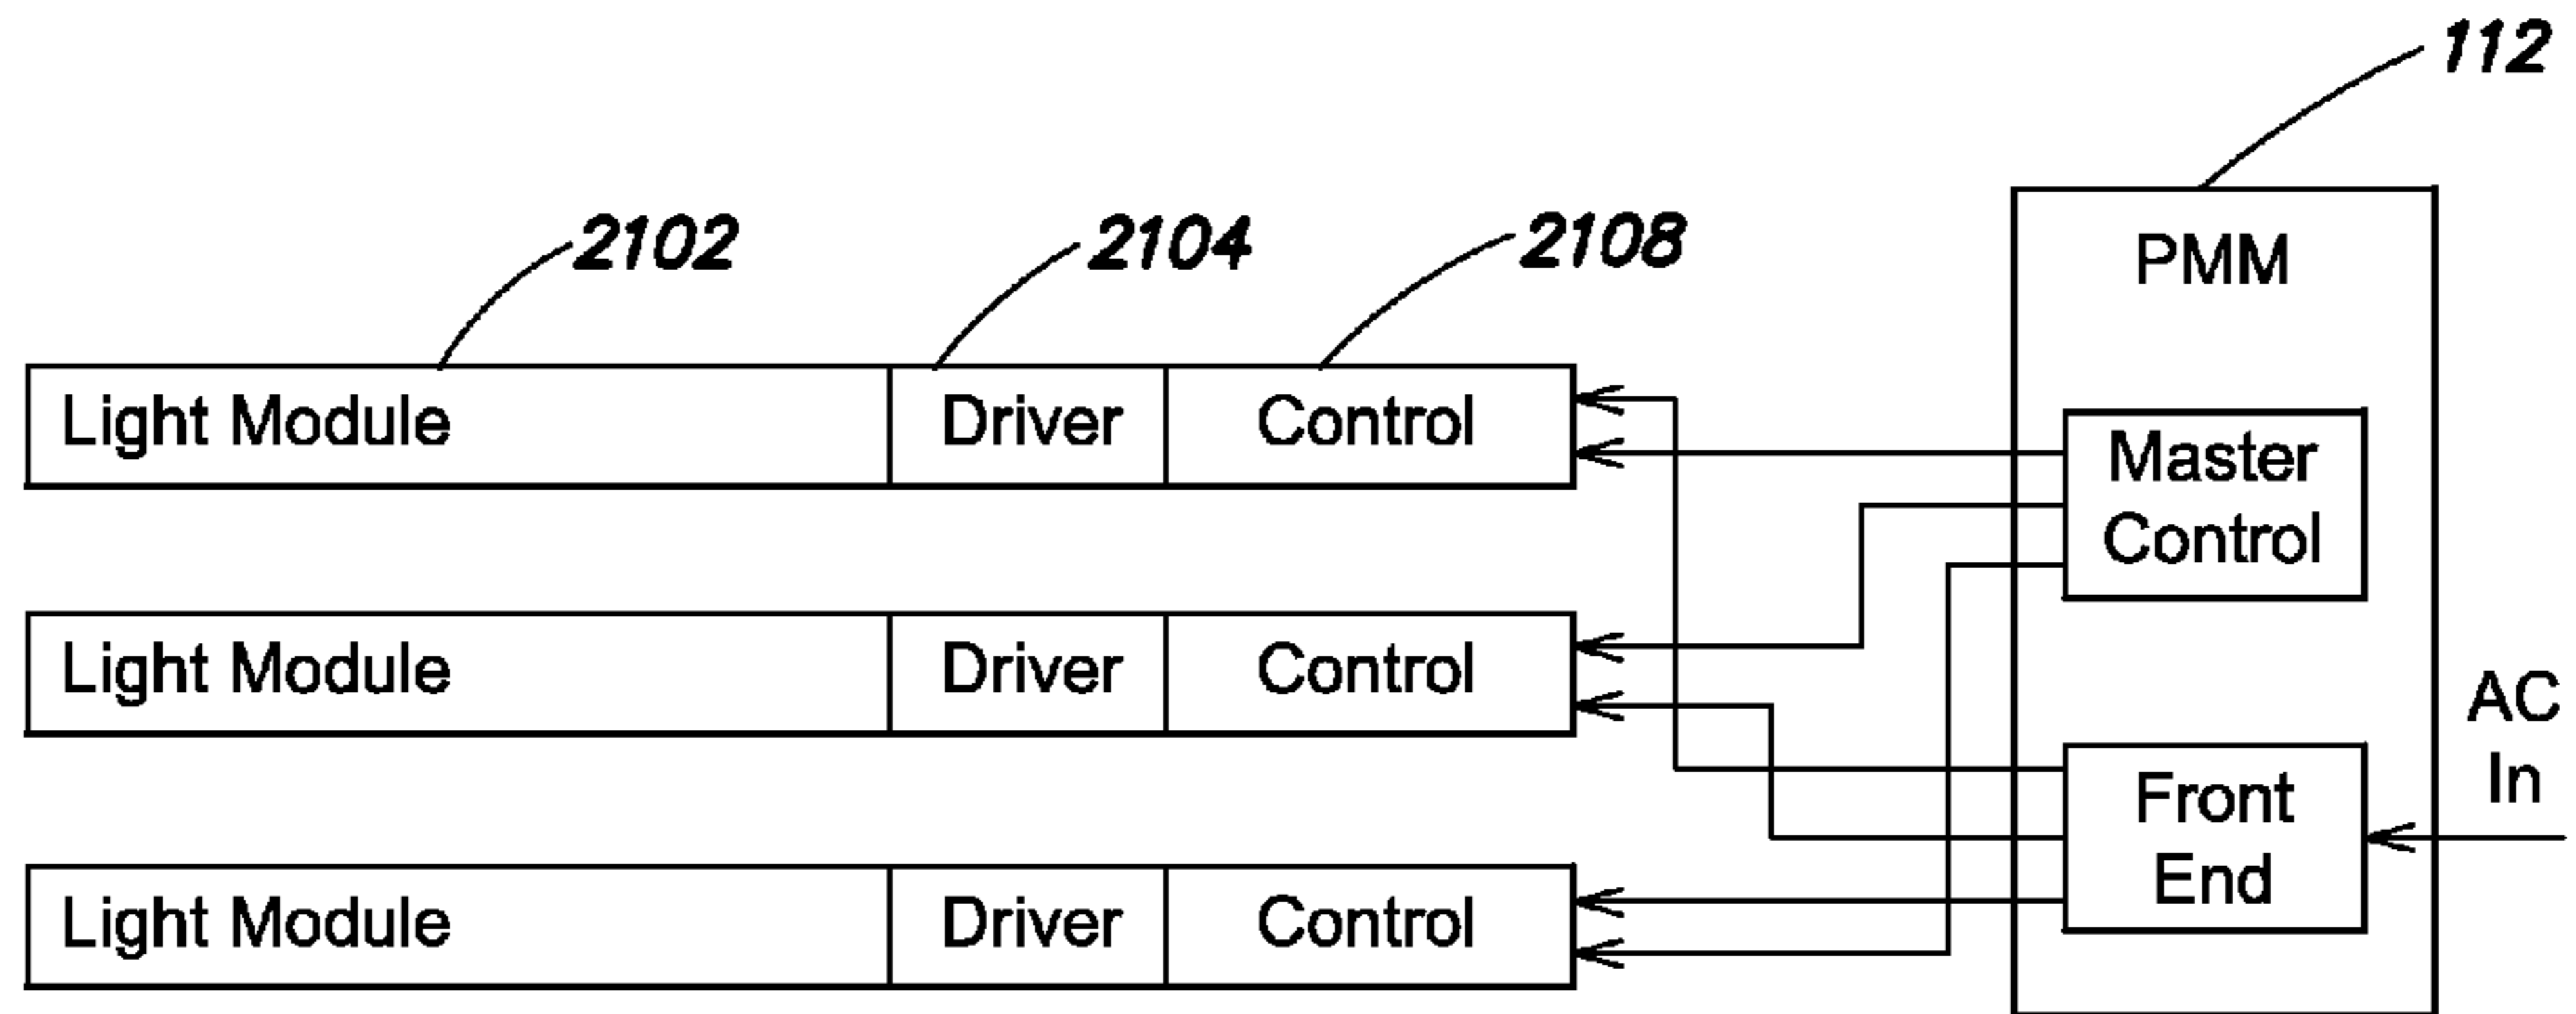 112
2102
2104
2108
PMM
Light Module
Driver
Control
Master
Control
Light Module
Driver
Control
AC
In
Front
End
Light Module
Driver
Control